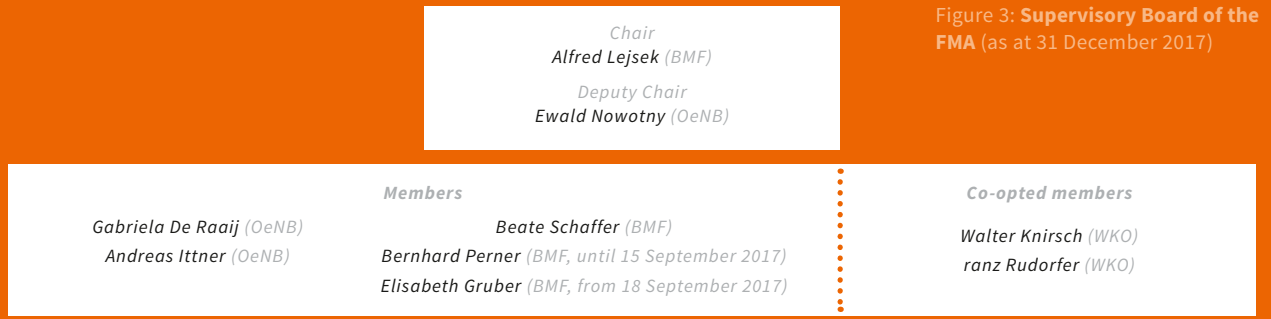 Figure 3: Supervisory Board of the
FMA (as at 31 December 2017)
Chair
Alfred Lejsek (BMF)
Deputy Chair
Ewald Nowotny (OeNB)
Members
Gabriela De Raaij (OeNB)
Andreas Ittner (OeNB)
Beate Schaffer (BMF)
Bernhard Perner (BMF, until 15 September 2017)
Elisabeth Gruber (BMF, from 18 September 2017)
Co-opted members
Walter Knirsch (WKO)
ranz Rudorfer (WKO)